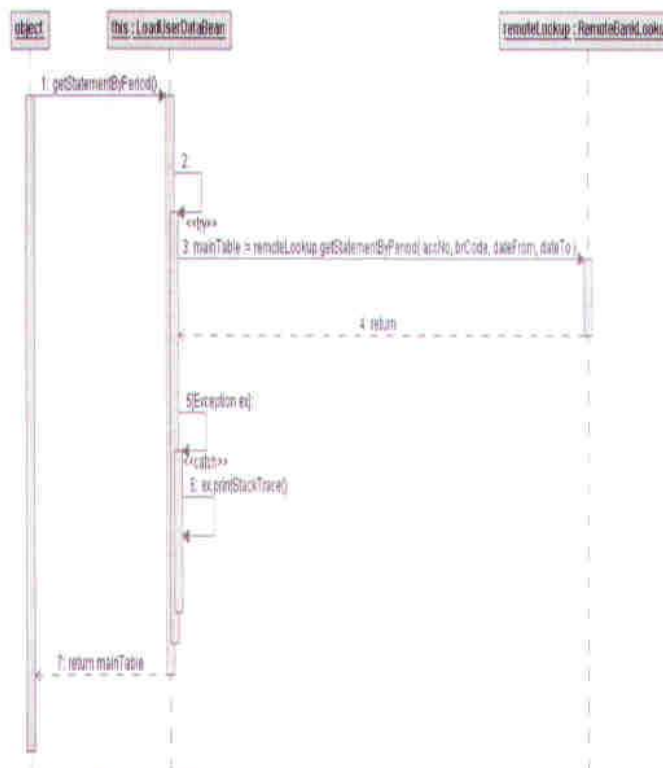 object
this : LoadUserDataBean
remoteLookup : RemoteBankLooku
1: getStatementByPeriod()
2:
<<try>>
3: mainTable := remoteLookup.getStatementByPeriod( accNo, brCode, dateFrom, dateTo )
4: return
5[Exception ex]:
<<catch>>
6: ex.printStackTrace()
7: return mainTable